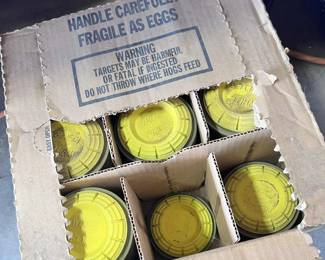 HANDLE CAREFULLY
FRAGILE AS EGGS
WARNING
TARGETS MAY BE HARMFUL
OR FATAL IF INGESTED
DO NOT THROW WHERE HOGS FEED